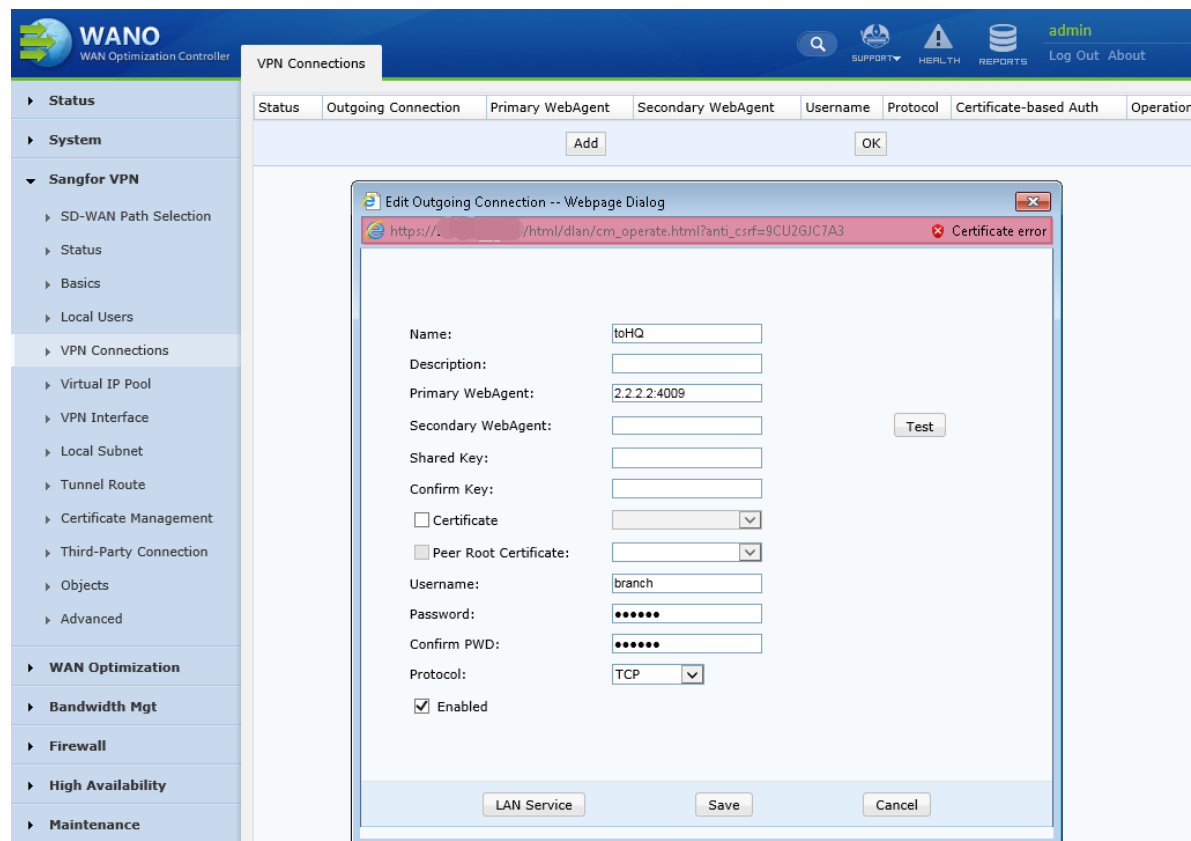 WANO
WAN Optimization Controller
VPN Connections
SUPPORT
HEALTH
REPORTS
admin
Log Out About
Status
System
Sangfor VPN
SD-WAN Path Selection
Status
Basics
Local Users
VPN Connections
Virtual IP Pool
VPN Interface
Local Subnet
Tunnel Route
Certificate Management
Third-Party Connection
Objects
Advanced
WAN Optimization
Bandwidth Mgt
Firewall
High Availability
Maintenance
Status Outgoing Connection Primary WebAgent Secondary WebAgent Username Protocol Certificate-based Auth Operation
Add OK
Edit Outgoing Connection -- Webpage Dialog
https:// /html/dlan/cm_operate.html?anti_csrf=9CU2GJC7A3 Certificate error
Name: toHQ
Description:
Primary WebAgent: 2.2.2.2:4009
Secondary WebAgent: Test
Shared Key:
Confirm Key:
Certificate
Peer Root Certificate:
Username: branch
Password: ••••••
Confirm PWD: ••••••
Protocol: TCP
Enabled
LAN Service Save Cancel